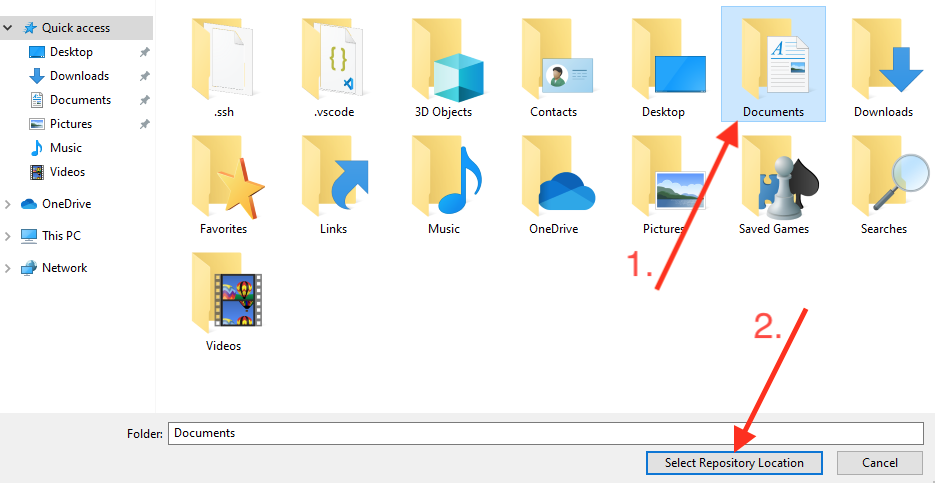 Quick access
Desktop
Downloads
Documents
Pictures
Music
Videos
OneDrive
This PC
Network
.ssh
.vscode
3D Objects
Contacts
Desktop
Documents
Downloads
Favorites
Links
Music
OneDrive
Pictures
Saved Games
Searches
Videos
1.
2.
Folder: Documents
Select Repository Location
Cancel